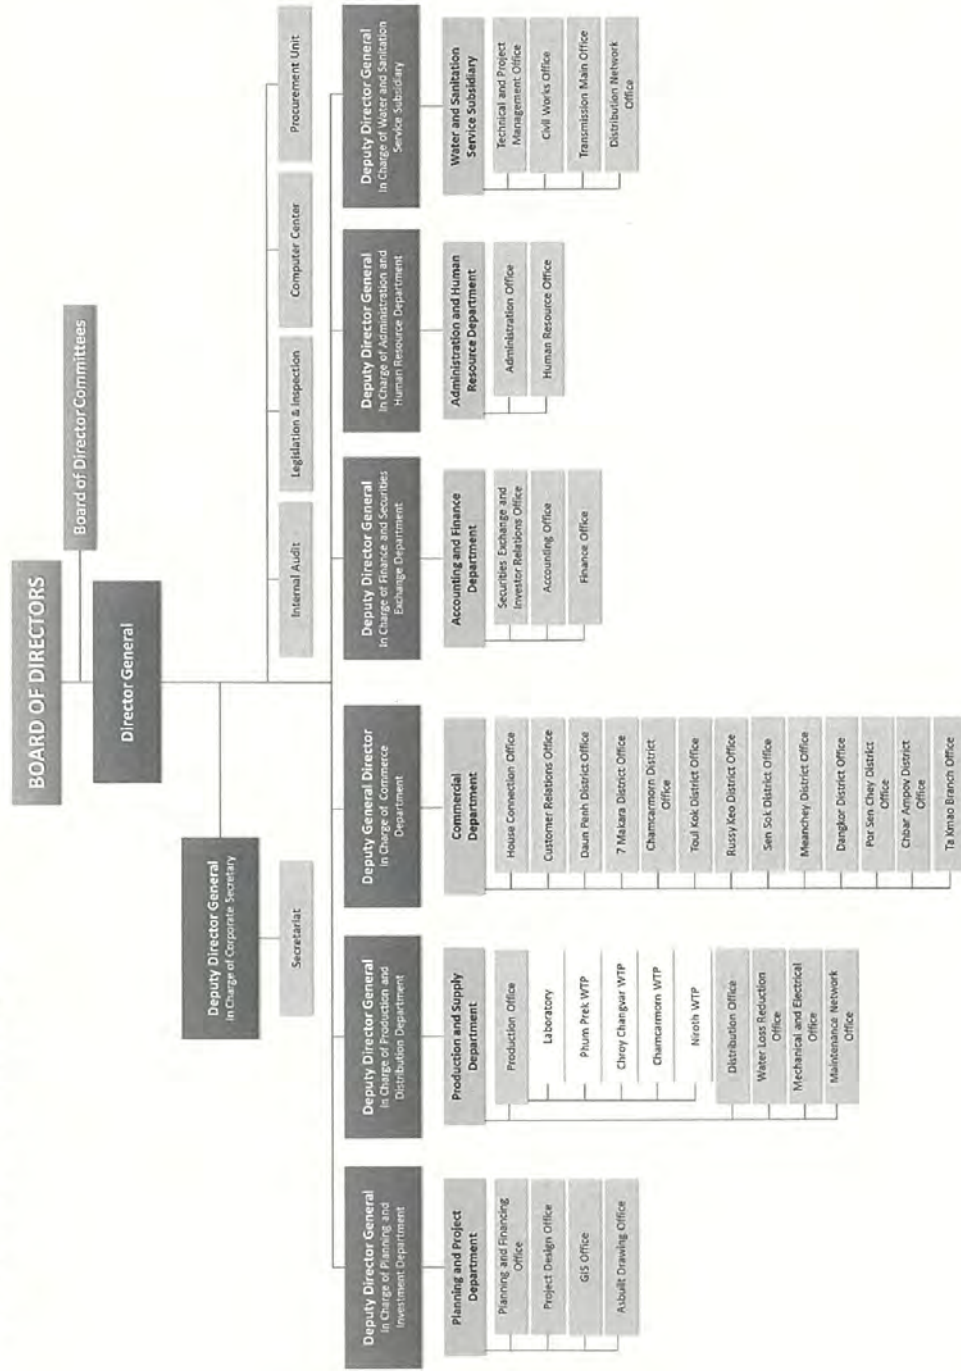 BOARD OF DIRECTORS
Board of Director Committees
Director General
Deputy Director General
In Charge of Corporate Secretary
Secretariat
Internal Audit
Legislation & Inspection
Computer Center
Procurement Unit
Deputy Director General
In Charge of Planning and
Investment Department
Planning and Project
Department
Planning and Financing
Office
Project Design Office
GIS Office
Asbuilt Drawing Office
Deputy Director General
In Charge of Production and
Distribution Department
Production and Supply
Department
Production Office
Laboratory
Phum Prek WTP
Chroy Changvar WTP
Chamcarmorn WTP
Niroth WTP
Distribution Office
Water Loss Reduction
Office
Mechanical and Electrical
Office
Maintenance Network
Office
Deputy General Director
In Charge of Commerce
Department
Commercial
Department
House Connection Office
Customer Relations Office
Daun Penh District Office
7 Makara District Office
Chamcarmorn District
Office
Toul Kok District Office
Russy Keo District Office
Sen Sok District Office
Meanchey District Office
Dangkor District Office
Por Sen Chey District
Office
Chbar Ampov District
Office
Ta Kmao Branch Office
Deputy Director General
In Charge of Finance and Securities
Exchange Department
Accounting and Finance
Department
Securities Exchange and
Investor Relations Office
Accounting Office
Finance Office
Deputy Director General
In Charge of Administration and
Human Resource Department
Administration and Human
Resource Department
Administration Office
Human Resource Office
Deputy Director General
In Charge of Water and Sanitation
Service Subsidiary
Water and Sanitation
Service Subsidiary
Technical and Project
Management Office
Civil Works Office
Transmission Main Office
Distribution Network
Office